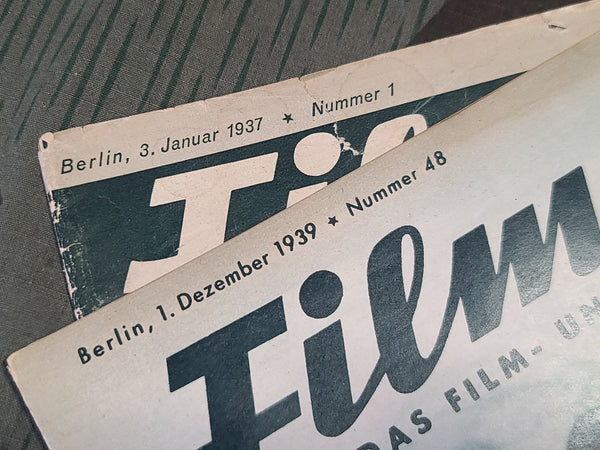 Berlin, 3. Januar 1937 ★ Nummer 1
Berlin, 1. Dezember 1939 ★ Nummer 48
Film
DAS FILM-